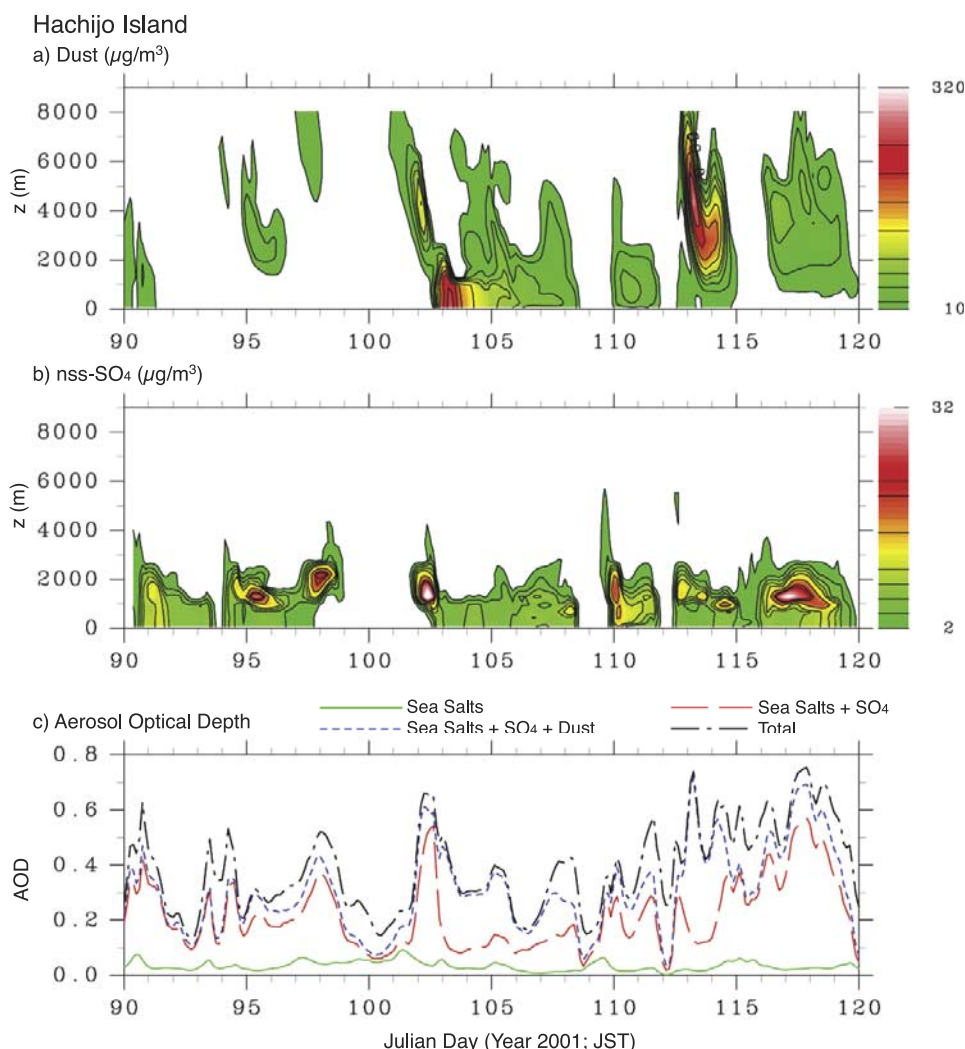 Hachijo Island
a) Dust (µg/m³)
320
8000
6000
z (m)
4000
2000
0
10
90 95 100 105 110 115 120
b) nss-SO₄ (µg/m³)
32
8000
6000
z (m)
4000
2000
0
2
90 95 100 105 110 115 120
Sea Salts
Sea Salts + SO₄
c) Aerosol Optical Depth
Sea Salts + SO₄ + Dust
Total
0.8
0.6
AOD
0.4
0.2
0.0
90 95 100 105 110 115 120
Julian Day (Year 2001; JST)